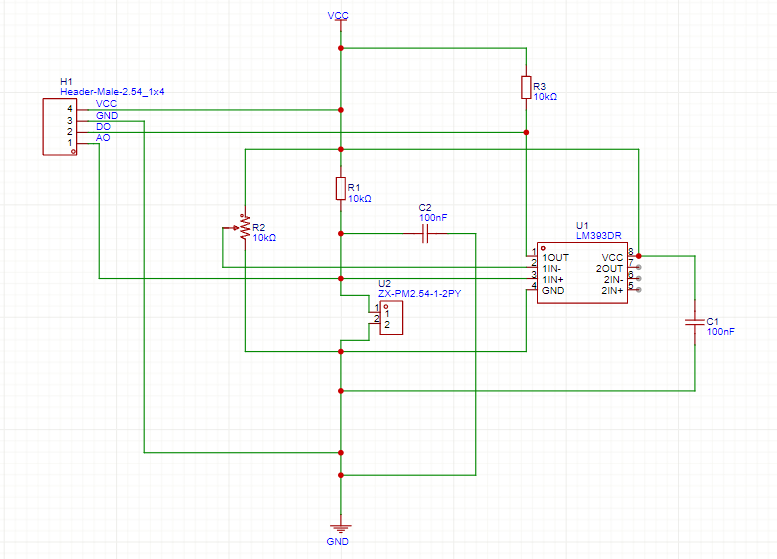 VCC
H1
Header-Male-2.54_1x4
4 VCC
3 GND
2 DO
1 AO
R3
10kΩ
R1
10kΩ
C2
100nF
R2
10kΩ
U1
LM393DR
1 1OUT VCC 8
2 1IN- 2OUT 7
3 1IN+ 2IN- 6
4 GND 2IN+ 5
U2
ZX-PM2.54-1-2PY
1 1
2 2
C1
100nF
GND